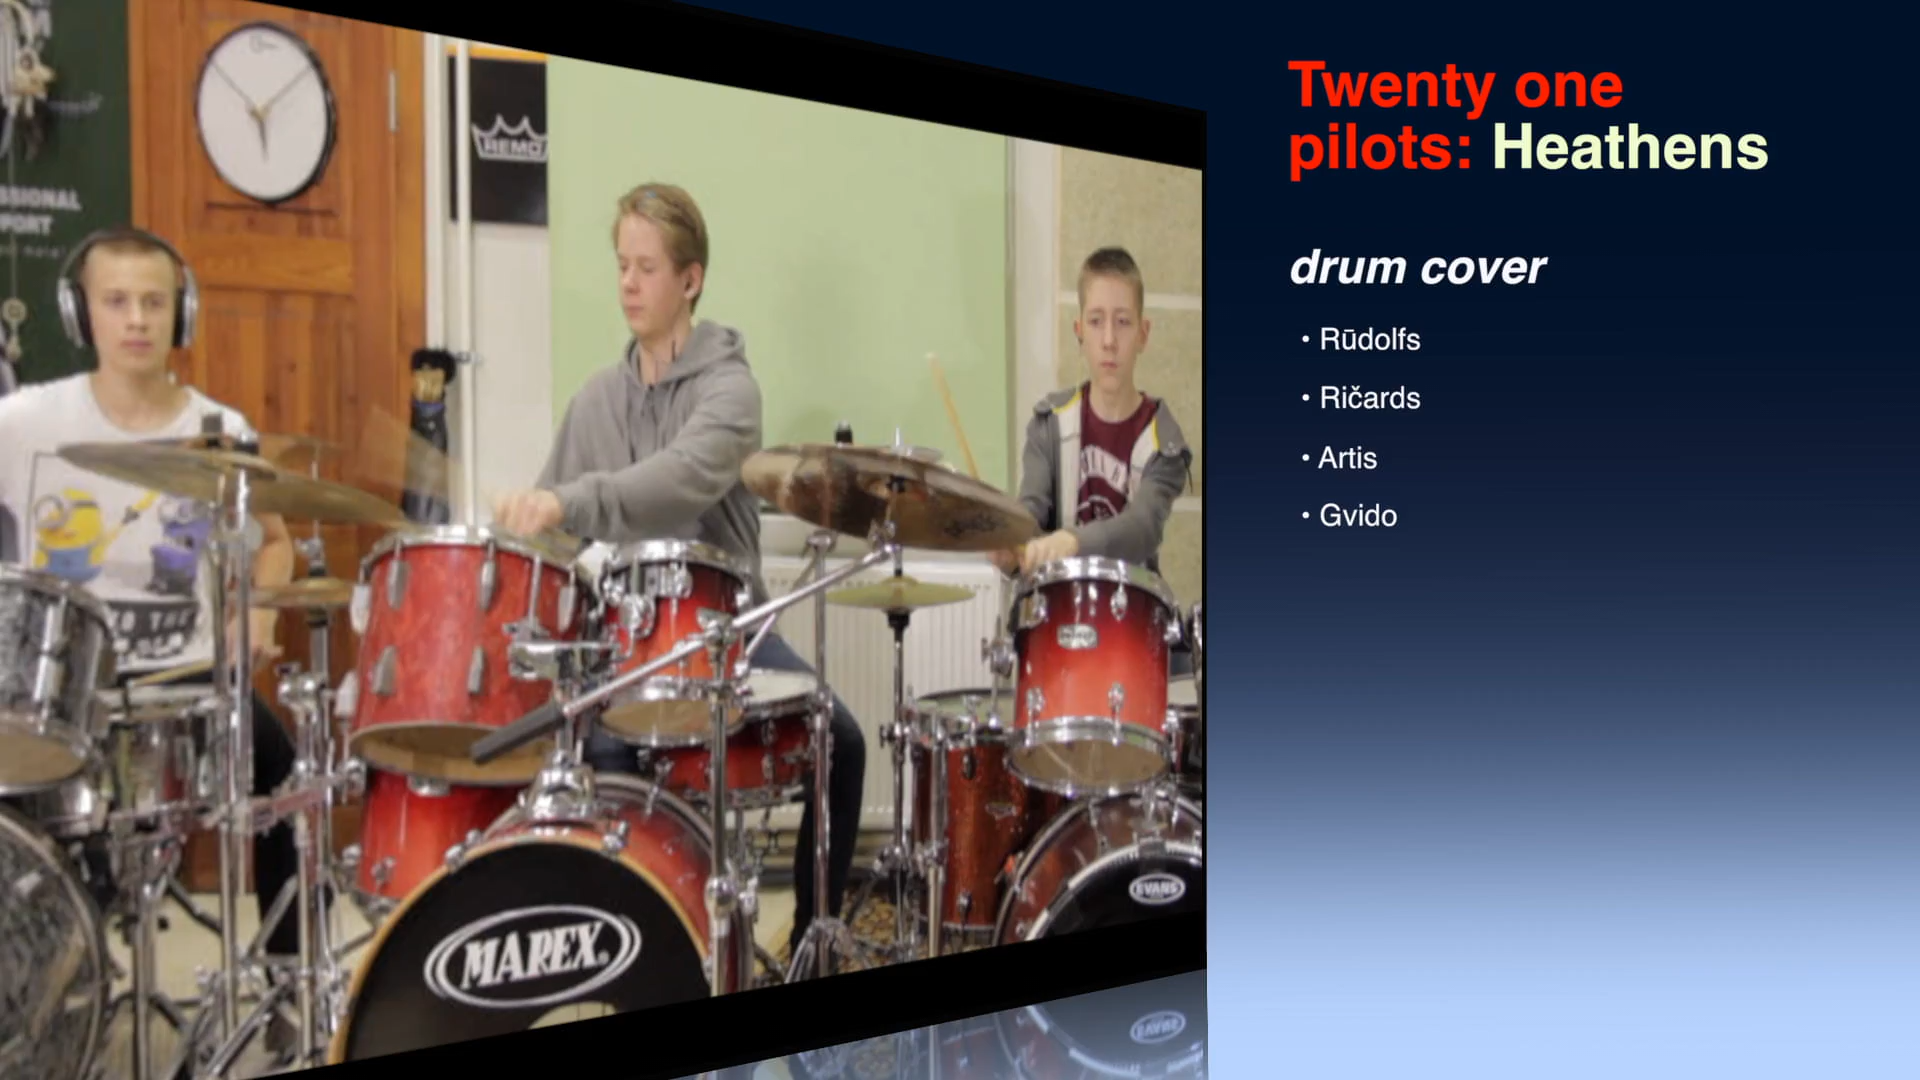 Twenty one
pilots: Heathens
drum cover
• Rūdolfs
• Ričards
• Artis
• Gvido
REMO
MAREX
EVANS